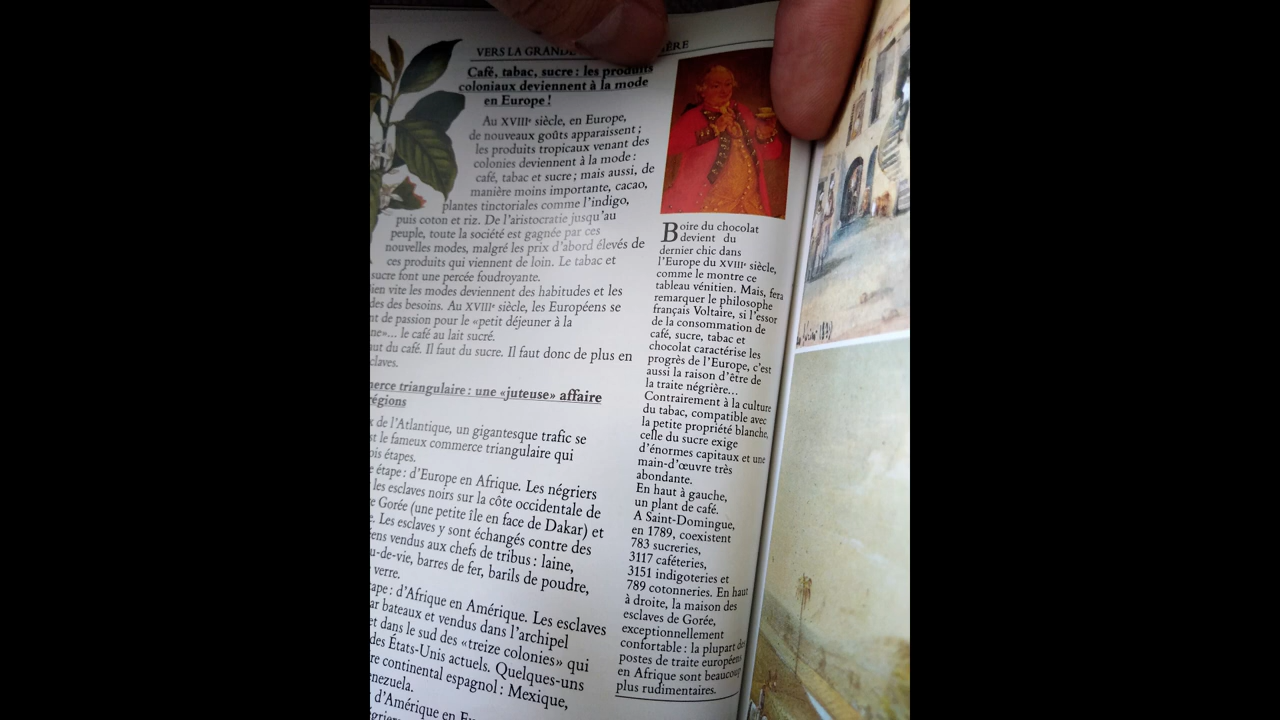 VERS LA GRANDE
Café, tabac, sucre : les produits
coloniaux deviennent à la mode
en Europe !
Au XVIIIe siècle, en Europe,
de nouveaux goûts apparaissent ;
les produits tropicaux venant des
colonies deviennent à la mode :
café, tabac et sucre ; mais aussi, de
manière moins importante, cacao,
plantes tinctoriales comme l'indigo,
puis coton et riz. De l'aristocratie jusqu'au
peuple, toute la société est gagnée par ces
nouvelles modes, malgré les prix d'abord élevés de
ces produits qui viennent de loin. Le tabac et
sucre font une percée foudroyante.
ien vite les modes deviennent des habitudes et les
des des besoins. Au XVIIIe siècle, les Européens se
nt de passion pour le «petit déjeuner à la
ne»... le café au lait sucré.
aut du café. Il faut du sucre. Il faut donc de plus en
claves.
merce triangulaire : une «juteuse» affaire
régions
de l'Atlantique, un gigantesque trafic se
st le fameux commerce triangulaire qui
ois étapes.
e étape : d'Europe en Afrique. Les négriers
les esclaves noirs sur la côte occidentale de
e Gorée (une petite île en face de Dakar) et
e. Les esclaves y sont échangés contre des
éens vendus aux chefs de tribus : laine,
u-de-vie, barres de fer, barils de poudre,
verre.
ape : d'Afrique en Amérique. Les esclaves
ar bateaux et vendus dans l'archipel
et dans le sud des «treize colonies» qui
des États-Unis actuels. Quelques-uns
re continental espagnol : Mexique,
enezuela.
d'Amérique en Eu
Boire du chocolat
devient du
dernier chic dans
l'Europe du XVIIIe siècle,
comme le montre ce
tableau vénitien. Mais, fera
remarquer le philosophe
français Voltaire, si l'essor
de la consommation de
café, sucre, tabac et
chocolat caractérise les
progrès de l'Europe, c'est
aussi la raison d'être de
la traite négrière...
Contrairement à la culture
du tabac, compatible avec
la petite propriété blanche,
celle du sucre exige
d'énormes capitaux et une
main-d'œuvre très
abondante.
En haut à gauche,
un plant de café.
A Saint-Domingue,
en 1789, coexistent
783 sucreries,
3117 caféteries,
3151 indigoteries et
789 cotonneries. En haut
à droite, la maison des
esclaves de Gorée,
exceptionnellement
confortable : la plupart des
postes de traite européens
en Afrique sont beaucoup
plus rudimentaires.